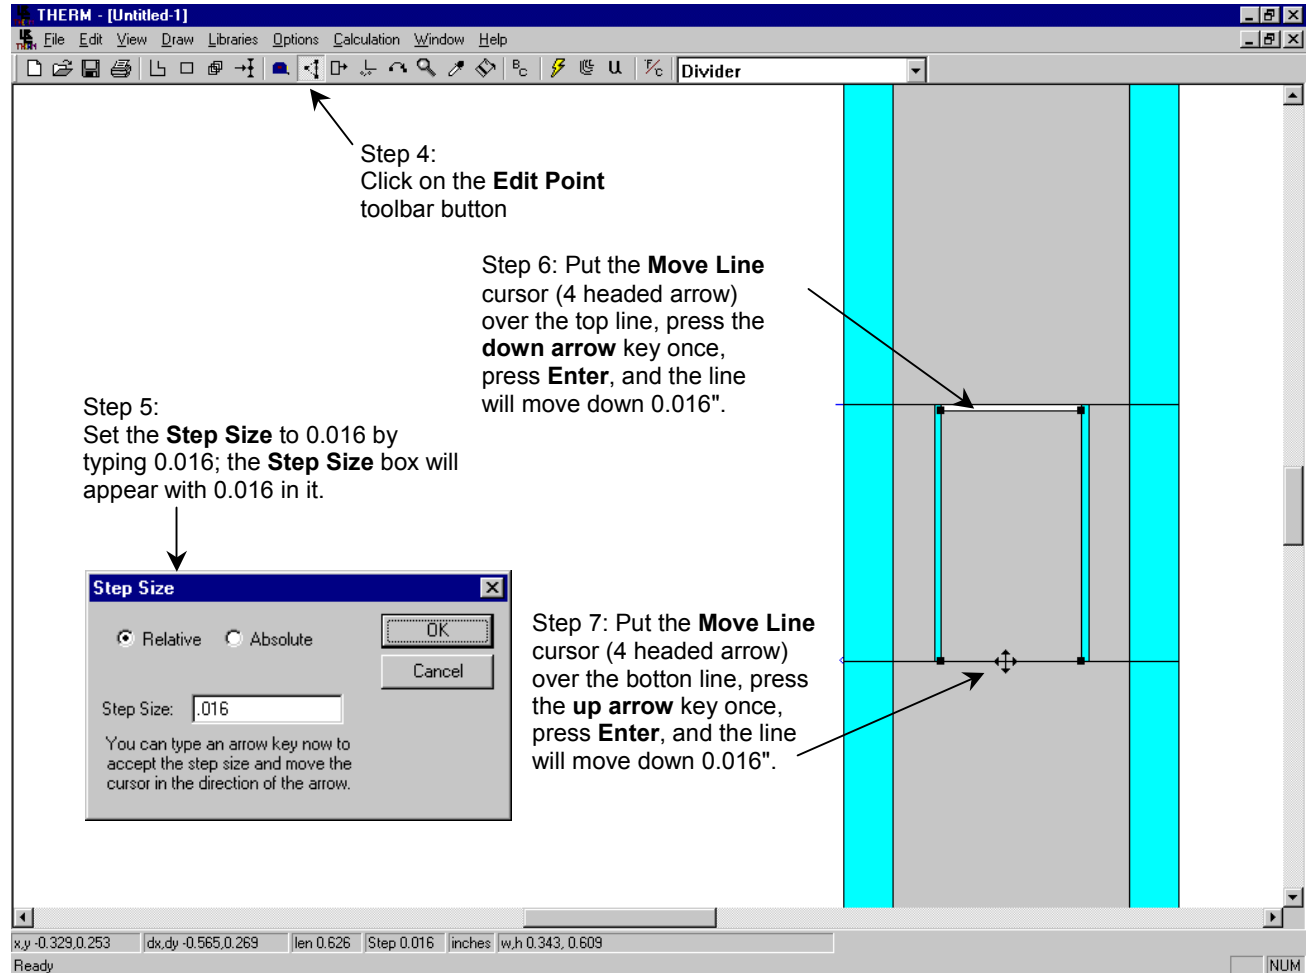 THERM - [Untitled-1]
File Edit View Draw Libraries Options Calculation Window Help
BC U F/C Divider
Step 4:
Click on the Edit Point
toolbar button
Step 6: Put the Move Line
cursor (4 headed arrow)
over the top line, press the
down arrow key once,
press Enter, and the line
will move down 0.016".
Step 5:
Set the Step Size to 0.016 by
typing 0.016; the Step Size box will
appear with 0.016 in it.
Step Size
Relative Absolute
OK
Cancel
Step Size: .016
You can type an arrow key now to
accept the step size and move the
cursor in the direction of the arrow.
Step 7: Put the Move Line
cursor (4 headed arrow)
over the botton line, press
the up arrow key once,
press Enter, and the line
will move down 0.016".
x,y -0.329,0.253 dx,dy -0.565,0.269 len 0.626 Step 0.016 inches w,h 0.343, 0.609
Ready NUM